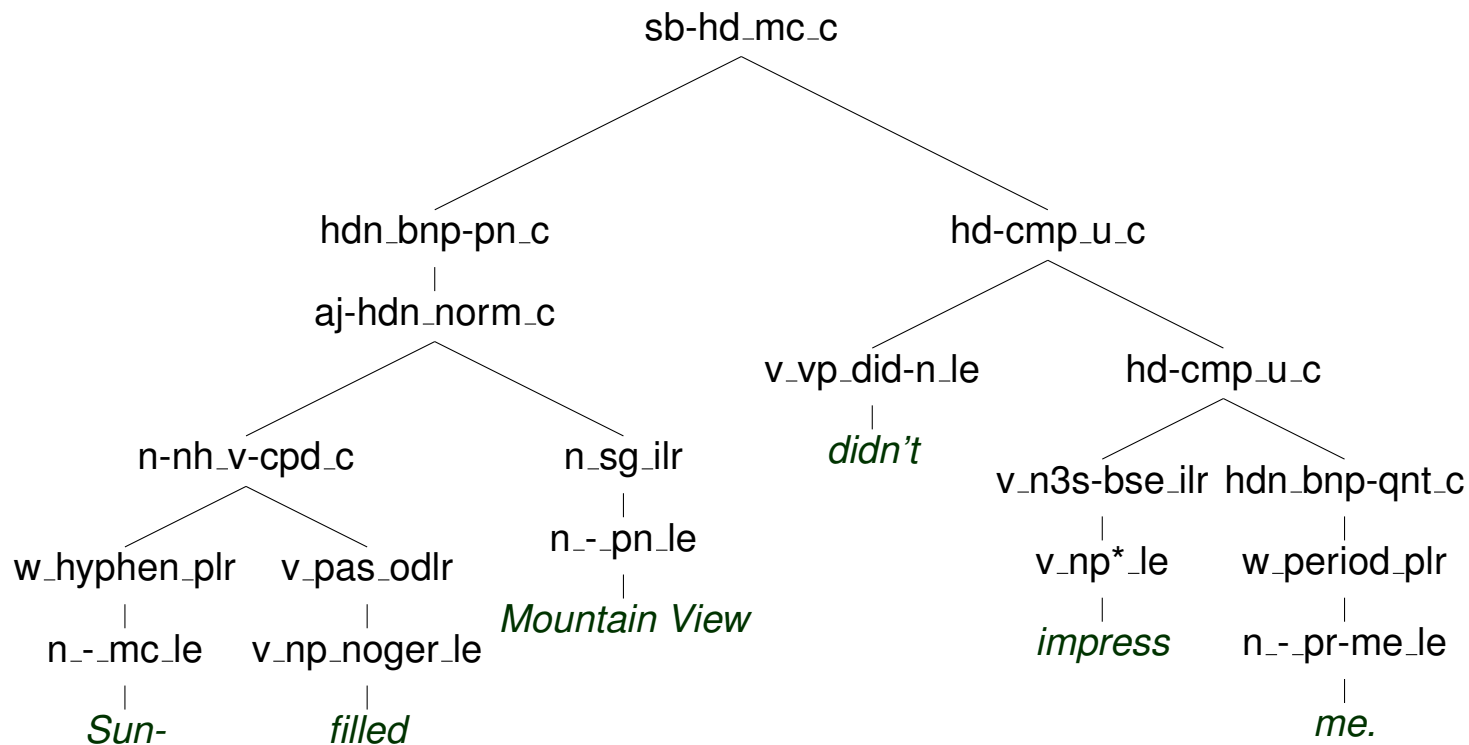 sb-hd_mc_c
hdn_bnp-pn_c hd-cmp_u_c
aj-hdn_norm_c
v_vp_did-n_le hd-cmp_u_c
n-nh_v-cpd_c n_sg_ilr didn't
v_n3s-bse_ilr hdn_bnp-qnt_c
n_-_pn_le
w_hyphen_plr v_pas_odlr v_np*_le w_period_plr
Mountain View
n_-_mc_le v_np_noger_le impress n_-_pr-me_le
Sun- filled me.